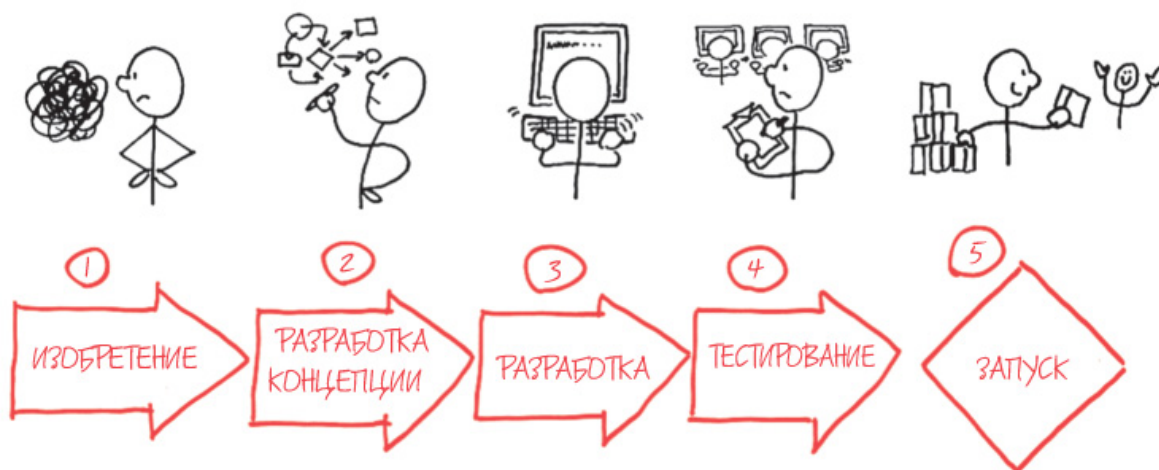 1
ИЗОБРЕТЕНИЕ
2
РАЗРАБОТКА
КОНЦЕПЦИИ
3
РАЗРАБОТКА
4
ТЕСТИРОВАНИЕ
5
ЗАПУСК